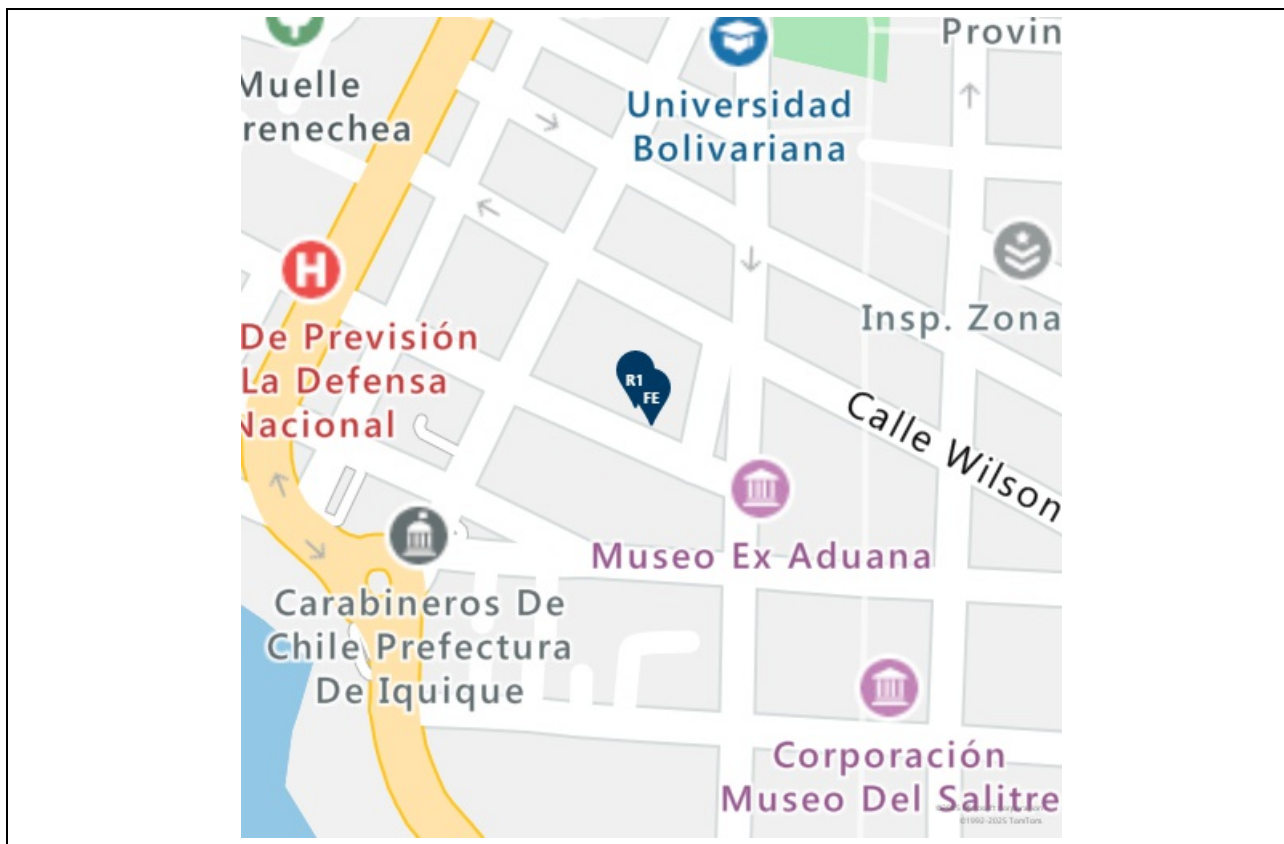 Provin
Muelle
renechea
Universidad
Bolivariana
H
De Previsión
La Defensa
Nacional
Insp. Zona
R1
FE
Calle Wilson
Museo Ex Aduana
Carabineros De
Chile Prefectura
De Iquique
Corporación
Museo Del Salitre
©1992-2025 TomTom